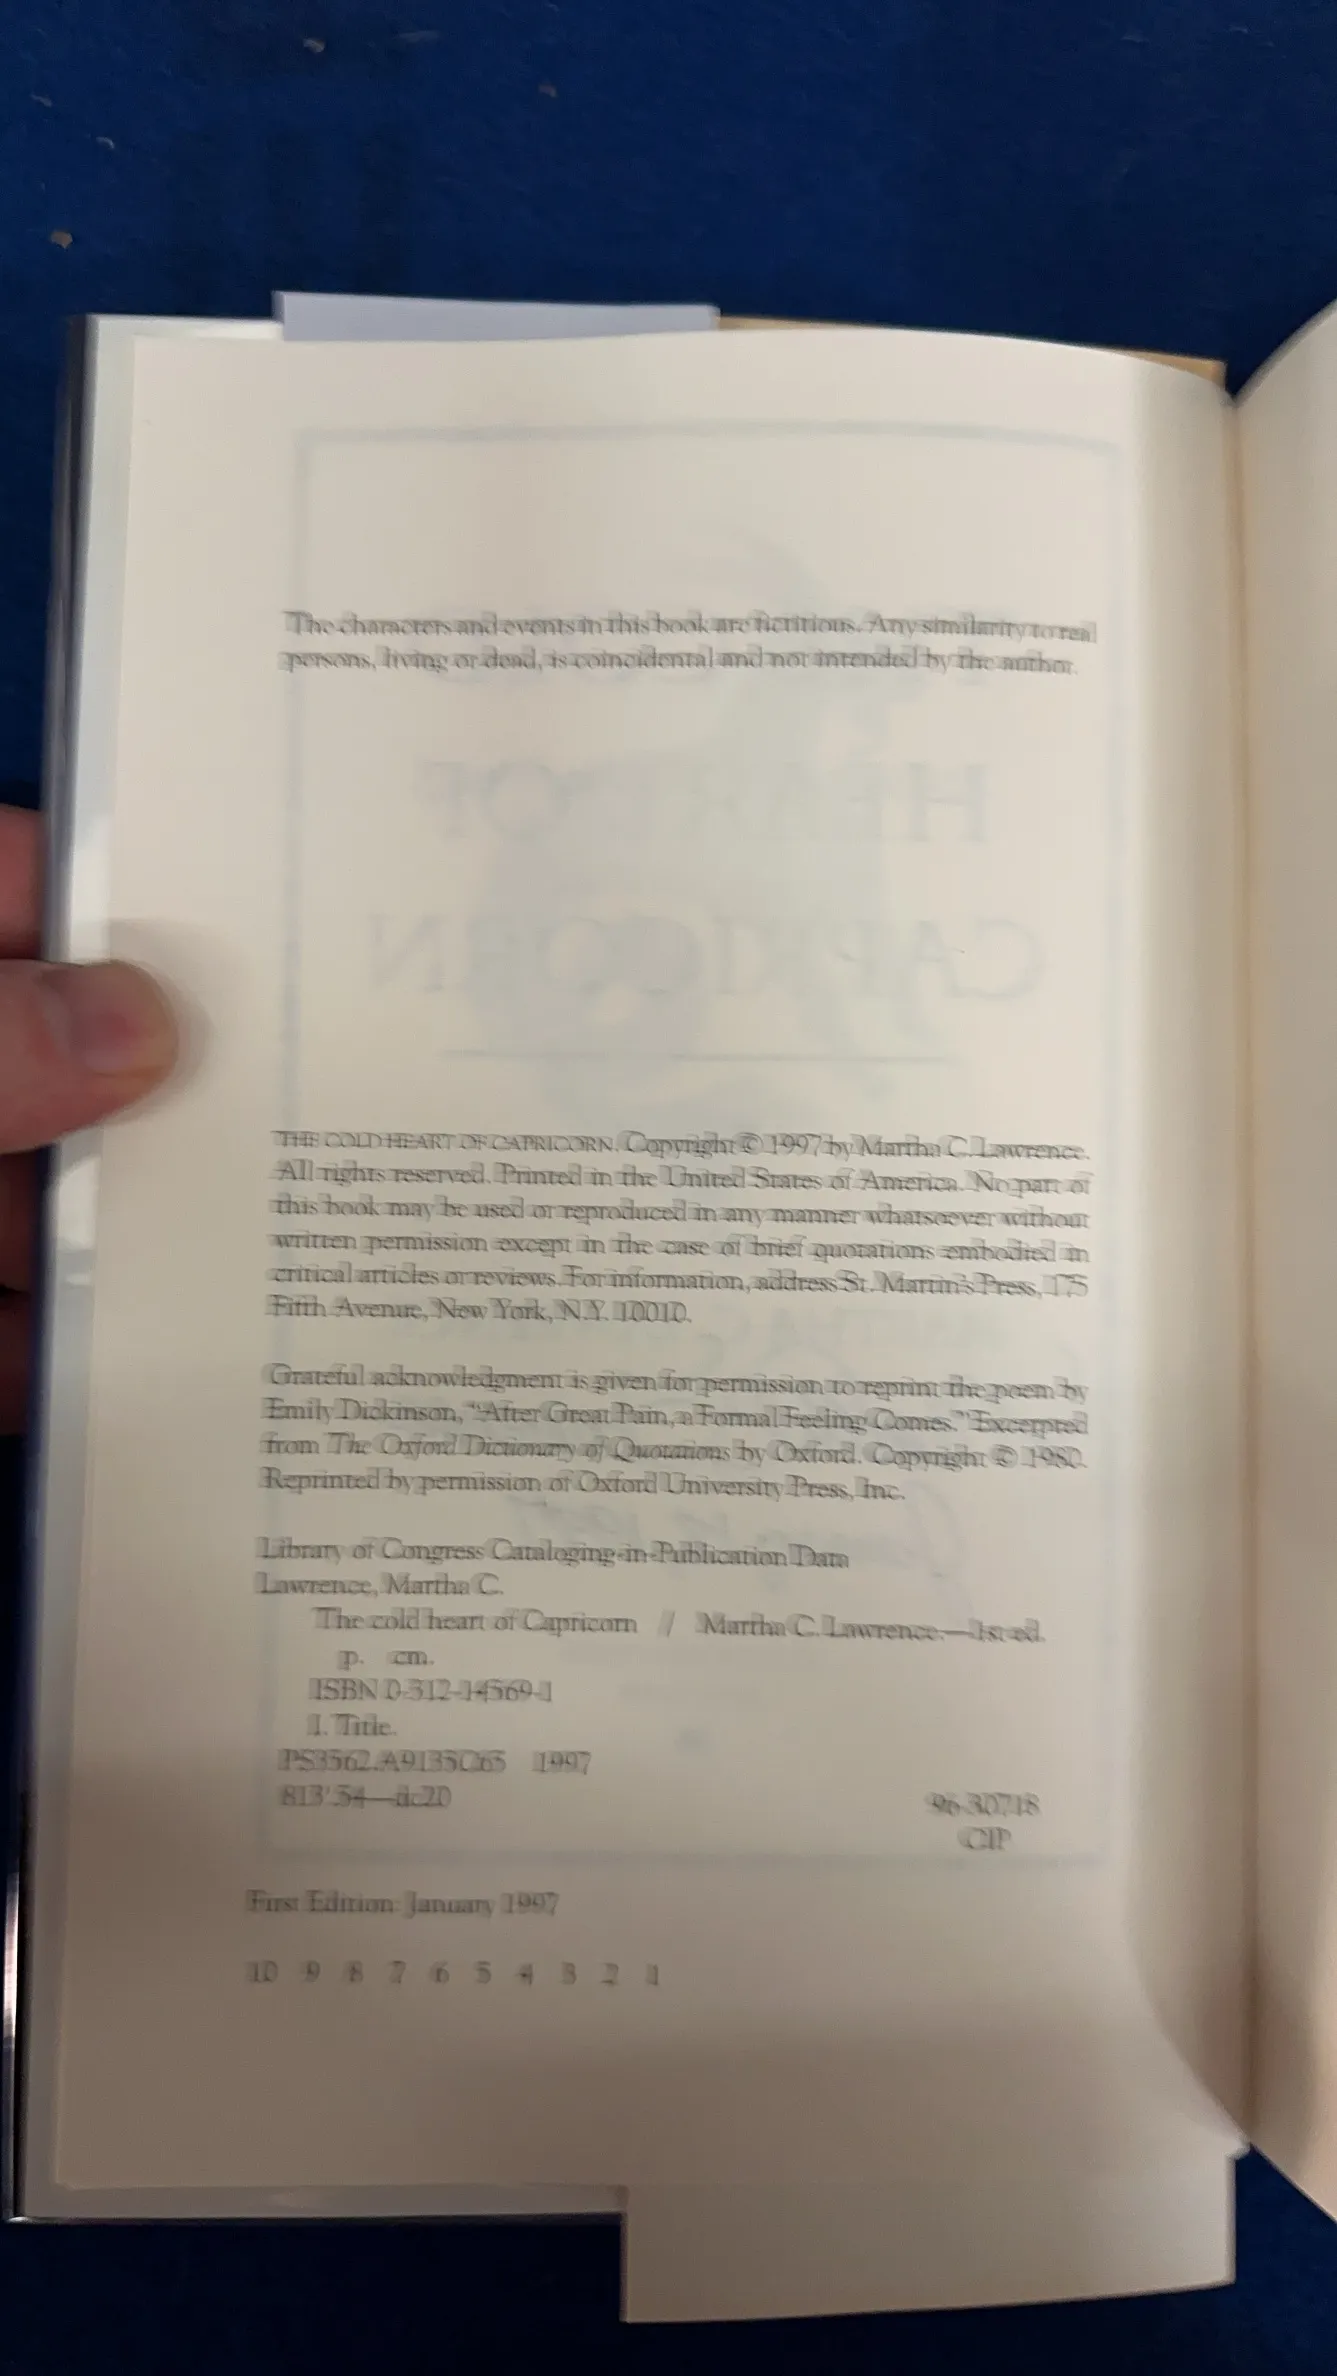 The characters and events in this book are fictitious. Any similarity to real
persons, living or dead, is coincidental and not intended by the author.
THE COLD HEART OF CAPRICORN. Copyright © 1997 by Martha C. Lawrence.
All rights reserved. Printed in the United States of America. No part of
this book may be used or reproduced in any manner whatsoever without
written permission except in the case of brief quotations embodied in
critical articles or reviews. For information, address St. Martin's Press, 175
Fifth Avenue, New York, N.Y. 10010.
Grateful acknowledgment is given for permission to reprint the poem by
Emily Dickinson, "After Great Pain, a Formal Feeling Comes." Excerpted
from The Oxford Dictionary of Quotations by Oxford. Copyright © 1980.
Reprinted by permission of Oxford University Press, Inc.
Library of Congress Cataloging-in-Publication Data
Lawrence, Martha C.
The cold heart of Capricorn / Martha C. Lawrence.—1st ed.
p. cm.
ISBN 0-312-14569-1
I. Title.
PS3562.A9135C65 1997
813'.54—dc20
96-30718
CIP
First Edition: January 1997
10 9 8 7 6 5 4 3 2 1